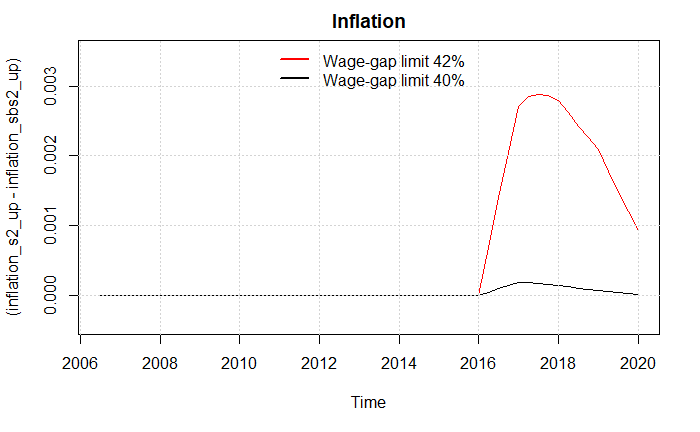 Inflation
Wage-gap limit 42%
Wage-gap limit 40%
(inflation_s2_up - inflation_sbs2_up)
0.003
0.002
0.001
0.000
2006 2008 2010 2012 2014 2016 2018 2020
Time